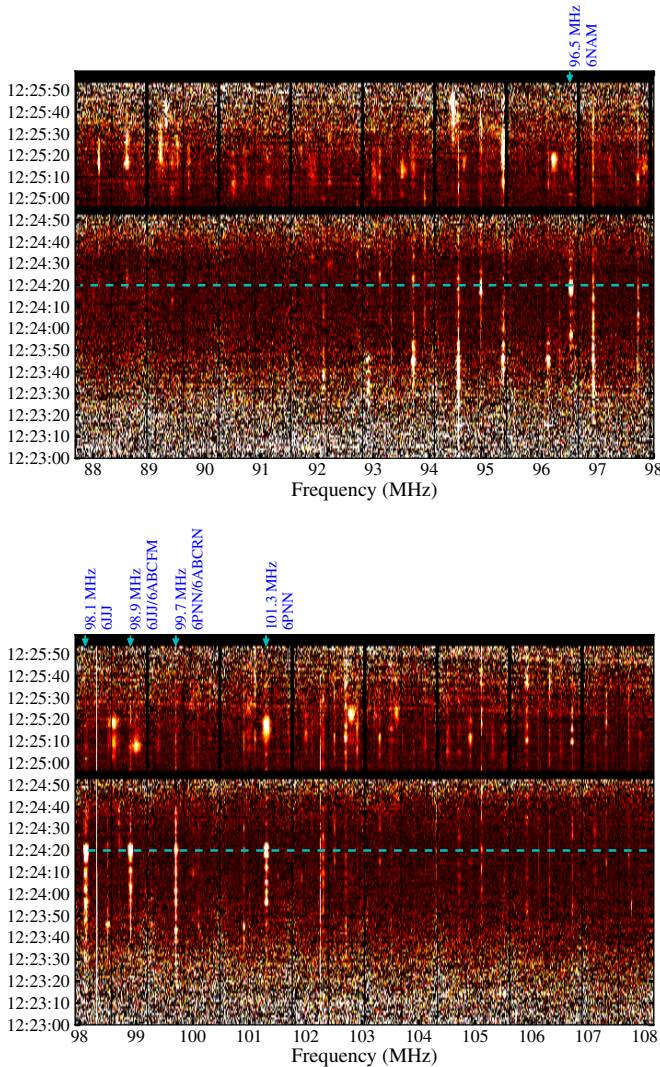 96.5 MHz
6NAM
12:25:50
12:25:40
12:25:30
12:25:20
12:25:10
12:25:00
12:24:50
12:24:40
12:24:30
12:24:20
12:24:10
12:24:00
12:23:50
12:23:40
12:23:30
12:23:20
12:23:10
12:23:00
88 89 90 91 92 93 94 95 96 97 98
Frequency (MHz)
98.1 MHz
6JJJ
98.9 MHz
6JJJ/6ABCFM
99.7 MHz
6PNN/6ABCRN
101.3 MHz
6PNN
12:25:50
12:25:40
12:25:30
12:25:20
12:25:10
12:25:00
12:24:50
12:24:40
12:24:30
12:24:20
12:24:10
12:24:00
12:23:50
12:23:40
12:23:30
12:23:20
12:23:10
12:23:00
98 99 100 101 102 103 104 105 106 107 108
Frequency (MHz)